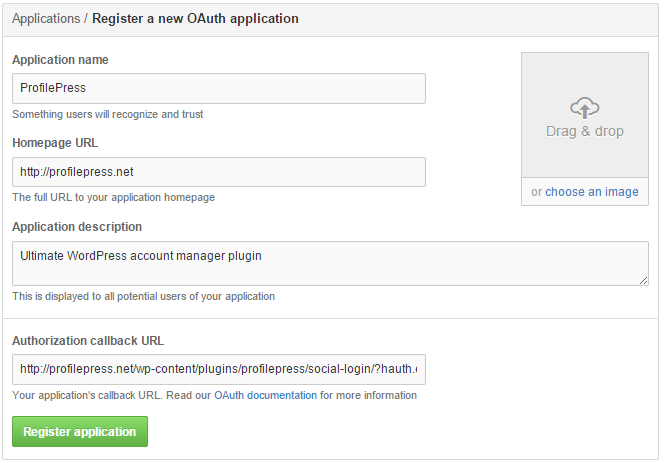 Applications / Register a new OAuth application
Application name
ProfilePress
Something users will recognize and trust
Drag & drop
or choose an image
Homepage URL
http://profilepress.net
The full URL to your application homepage
Application description
Ultimate WordPress account manager plugin
This is displayed to all potential users of your application
Authorization callback URL
http://profilepress.net/wp-content/plugins/profilepress/social-login/?hauth.
Your application's callback URL. Read our OAuth documentation for more information
Register application